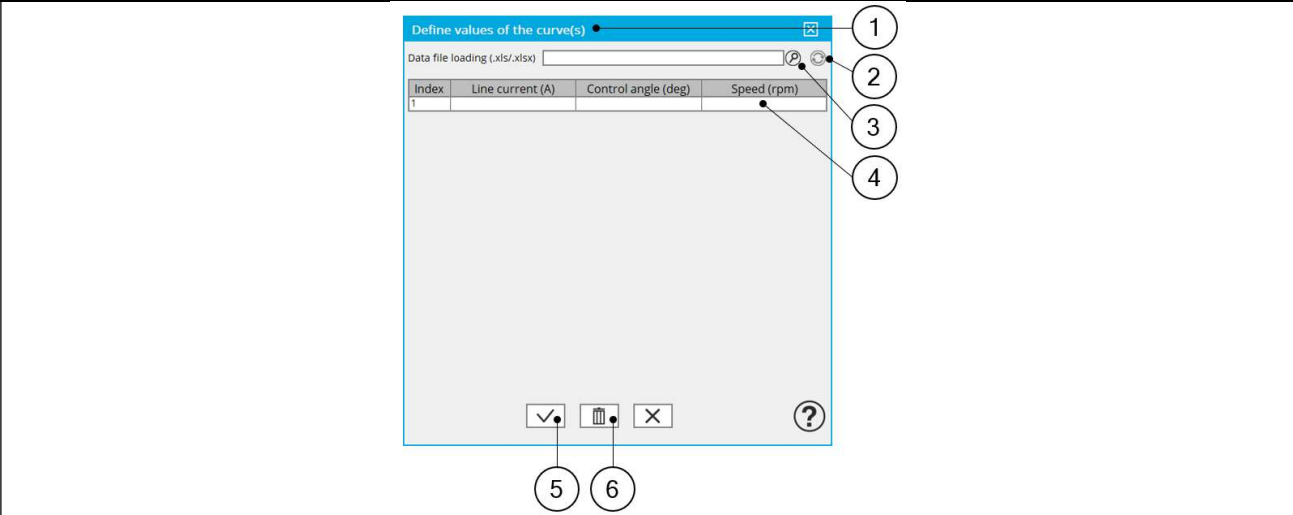 Define values of the curve(s)
1
Data file loading (.xls/.xlsx)
2
Index Line current (A) Control angle (deg) Speed (rpm)
1
3
4
?
5 6